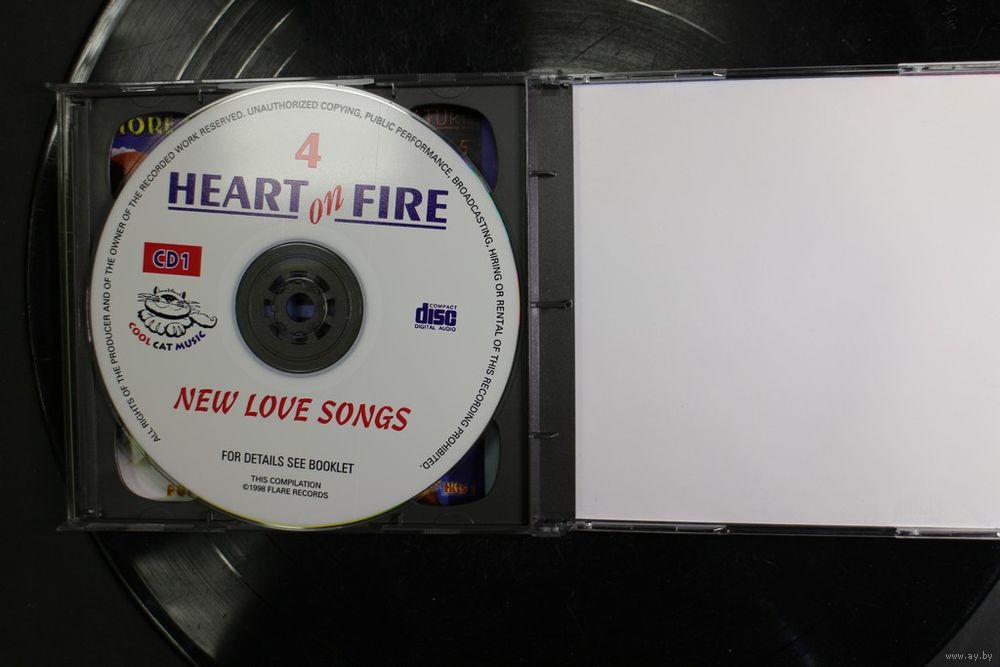 ALL RIGHTS OF THE PRODUCER AND OF THE OWNER OF THE RECORDED WORK RESERVED. UNAUTHORIZED COPYING, PUBLIC PERFORMANCE, BROADCASTING, HIRING OR RENTAL OF THIS RECORDING PROHIBITED.
4
HEART on FIRE
CD1
COOL CAT MUSIC
COMPACT
disc
DIGITAL AUDIO
NEW LOVE SONGS
FOR DETAILS SEE BOOKLET
THIS COMPILATION
©1998 FLARE RECORDS
www.ay.by